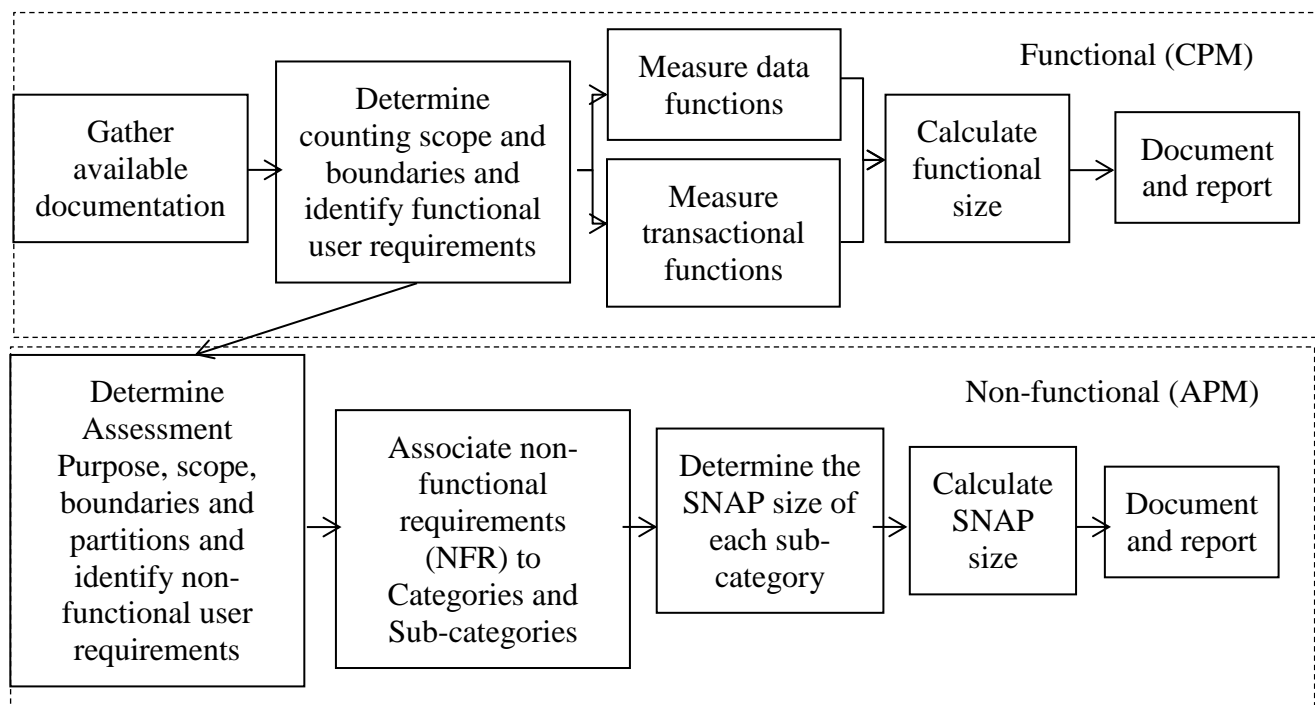 Functional (CPM)
Gather
available
documentation
Determine
counting scope and
boundaries and
identify functional
user requirements
Measure data
functions
Measure
transactional
functions
Calculate
functional
size
Document
and report
Non-functional (APM)
Determine
Assessment
Purpose, scope,
boundaries and
partitions and
identify non-
functional user
requirements
Associate non-
functional
requirements
(NFR) to
Categories and
Sub-categories
Determine the
SNAP size of
each sub-
category
Calculate
SNAP
size
Document
and report